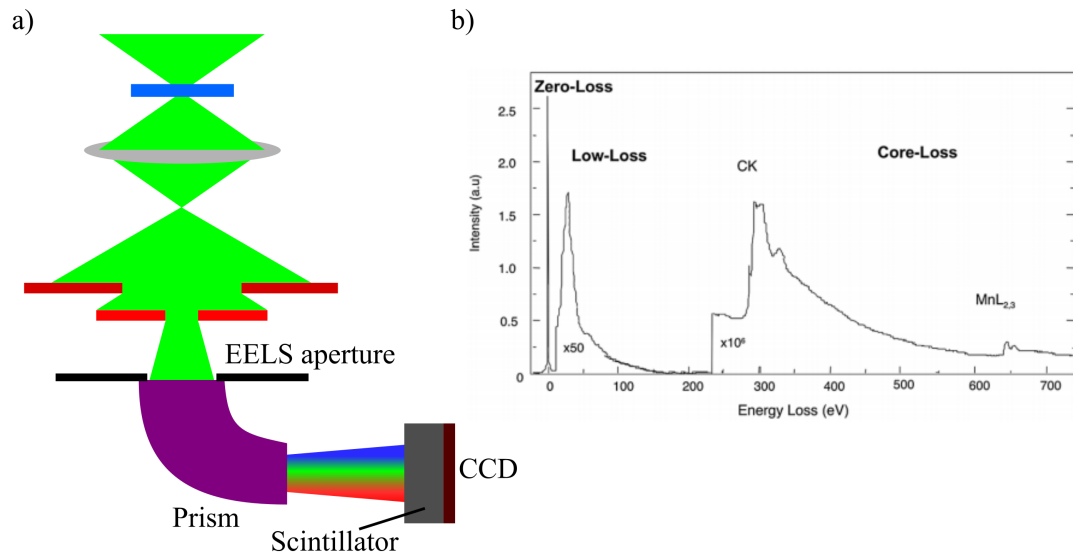 a)
EELS aperture
Prism
Scintillator
CCD
b)
Zero-Loss
Low-Loss
CK
Core-Loss
MnL2,3
x50
x10⁶
2.5
2.0
1.5
1.0
0.5
0
Intensity (a.u)
0 100 200 300 400 500 600 700
Energy Loss (eV)